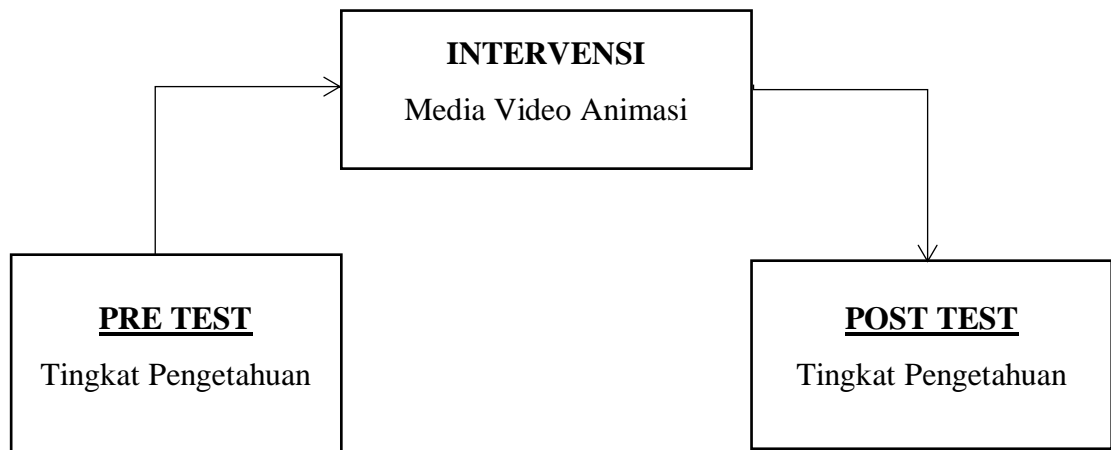 INTERVENSI
Media Video Animasi
PRE TEST
Tingkat Pengetahuan
POST TEST
Tingkat Pengetahuan